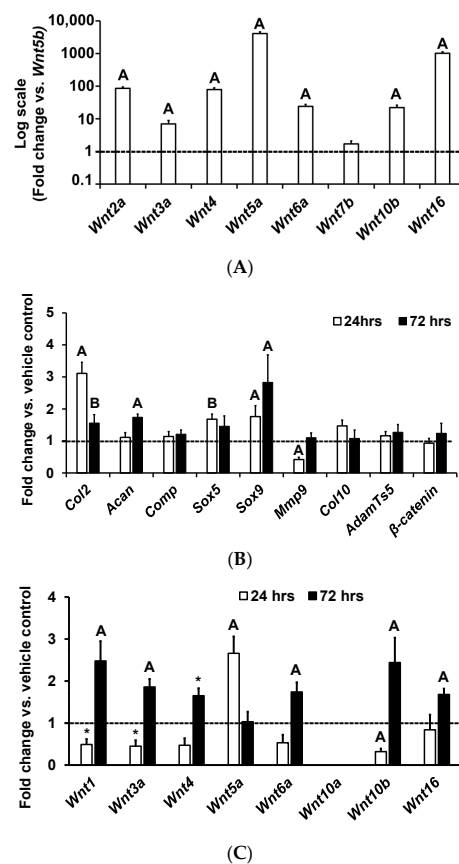 Log scale
(Fold change vs. Wnt5b)
10,000
1000
100
10
1
0.1
A
A
A
A
A
A
A
Wnt2a
Wnt3a
Wnt4
Wnt5a
Wnt6a
Wnt7b
Wnt10b
Wnt16
(A)
Fold change vs. vehicle control
5
4
3
2
1
0
24hrs
72 hrs
A
B
A
B
A
A
A
Col2
Acan
Comp
Sox5
Sox9
Mmp9
Col10
AdamTs5
β-catenin
(B)
Fold change vs. vehicle control
4
3
2
1
0
24 hrs
72 hrs
*
A
*
A
*
A
A
A
A
A
Wnt1
Wnt3a
Wnt4
Wnt5a
Wnt6a
Wnt10a
Wnt10b
Wnt16
(C)